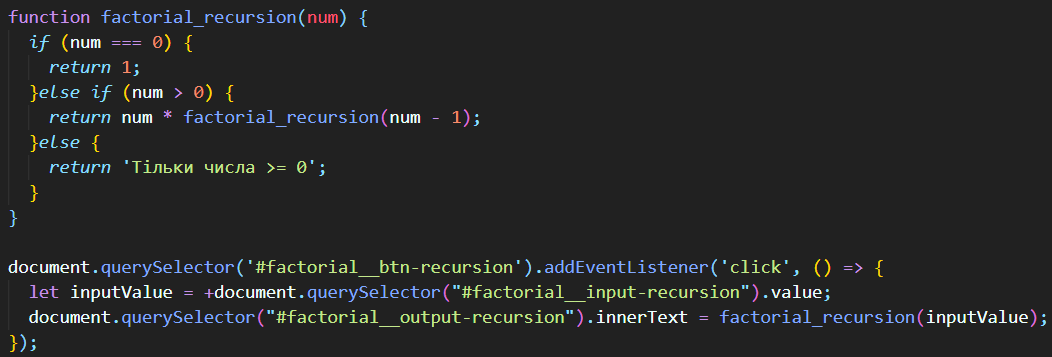 function factorial_recursion(num) {
  if (num === 0) {
    return 1;
  }else if (num > 0) {
    return num * factorial_recursion(num - 1);
  }else {
    return 'Тільки числа >= 0';
  }
}

document.querySelector('#factorial__btn-recursion').addEventListener('click', () => {
  let inputValue = +document.querySelector("#factorial__input-recursion").value;
  document.querySelector("#factorial__output-recursion").innerText = factorial_recursion(inputValue);
});